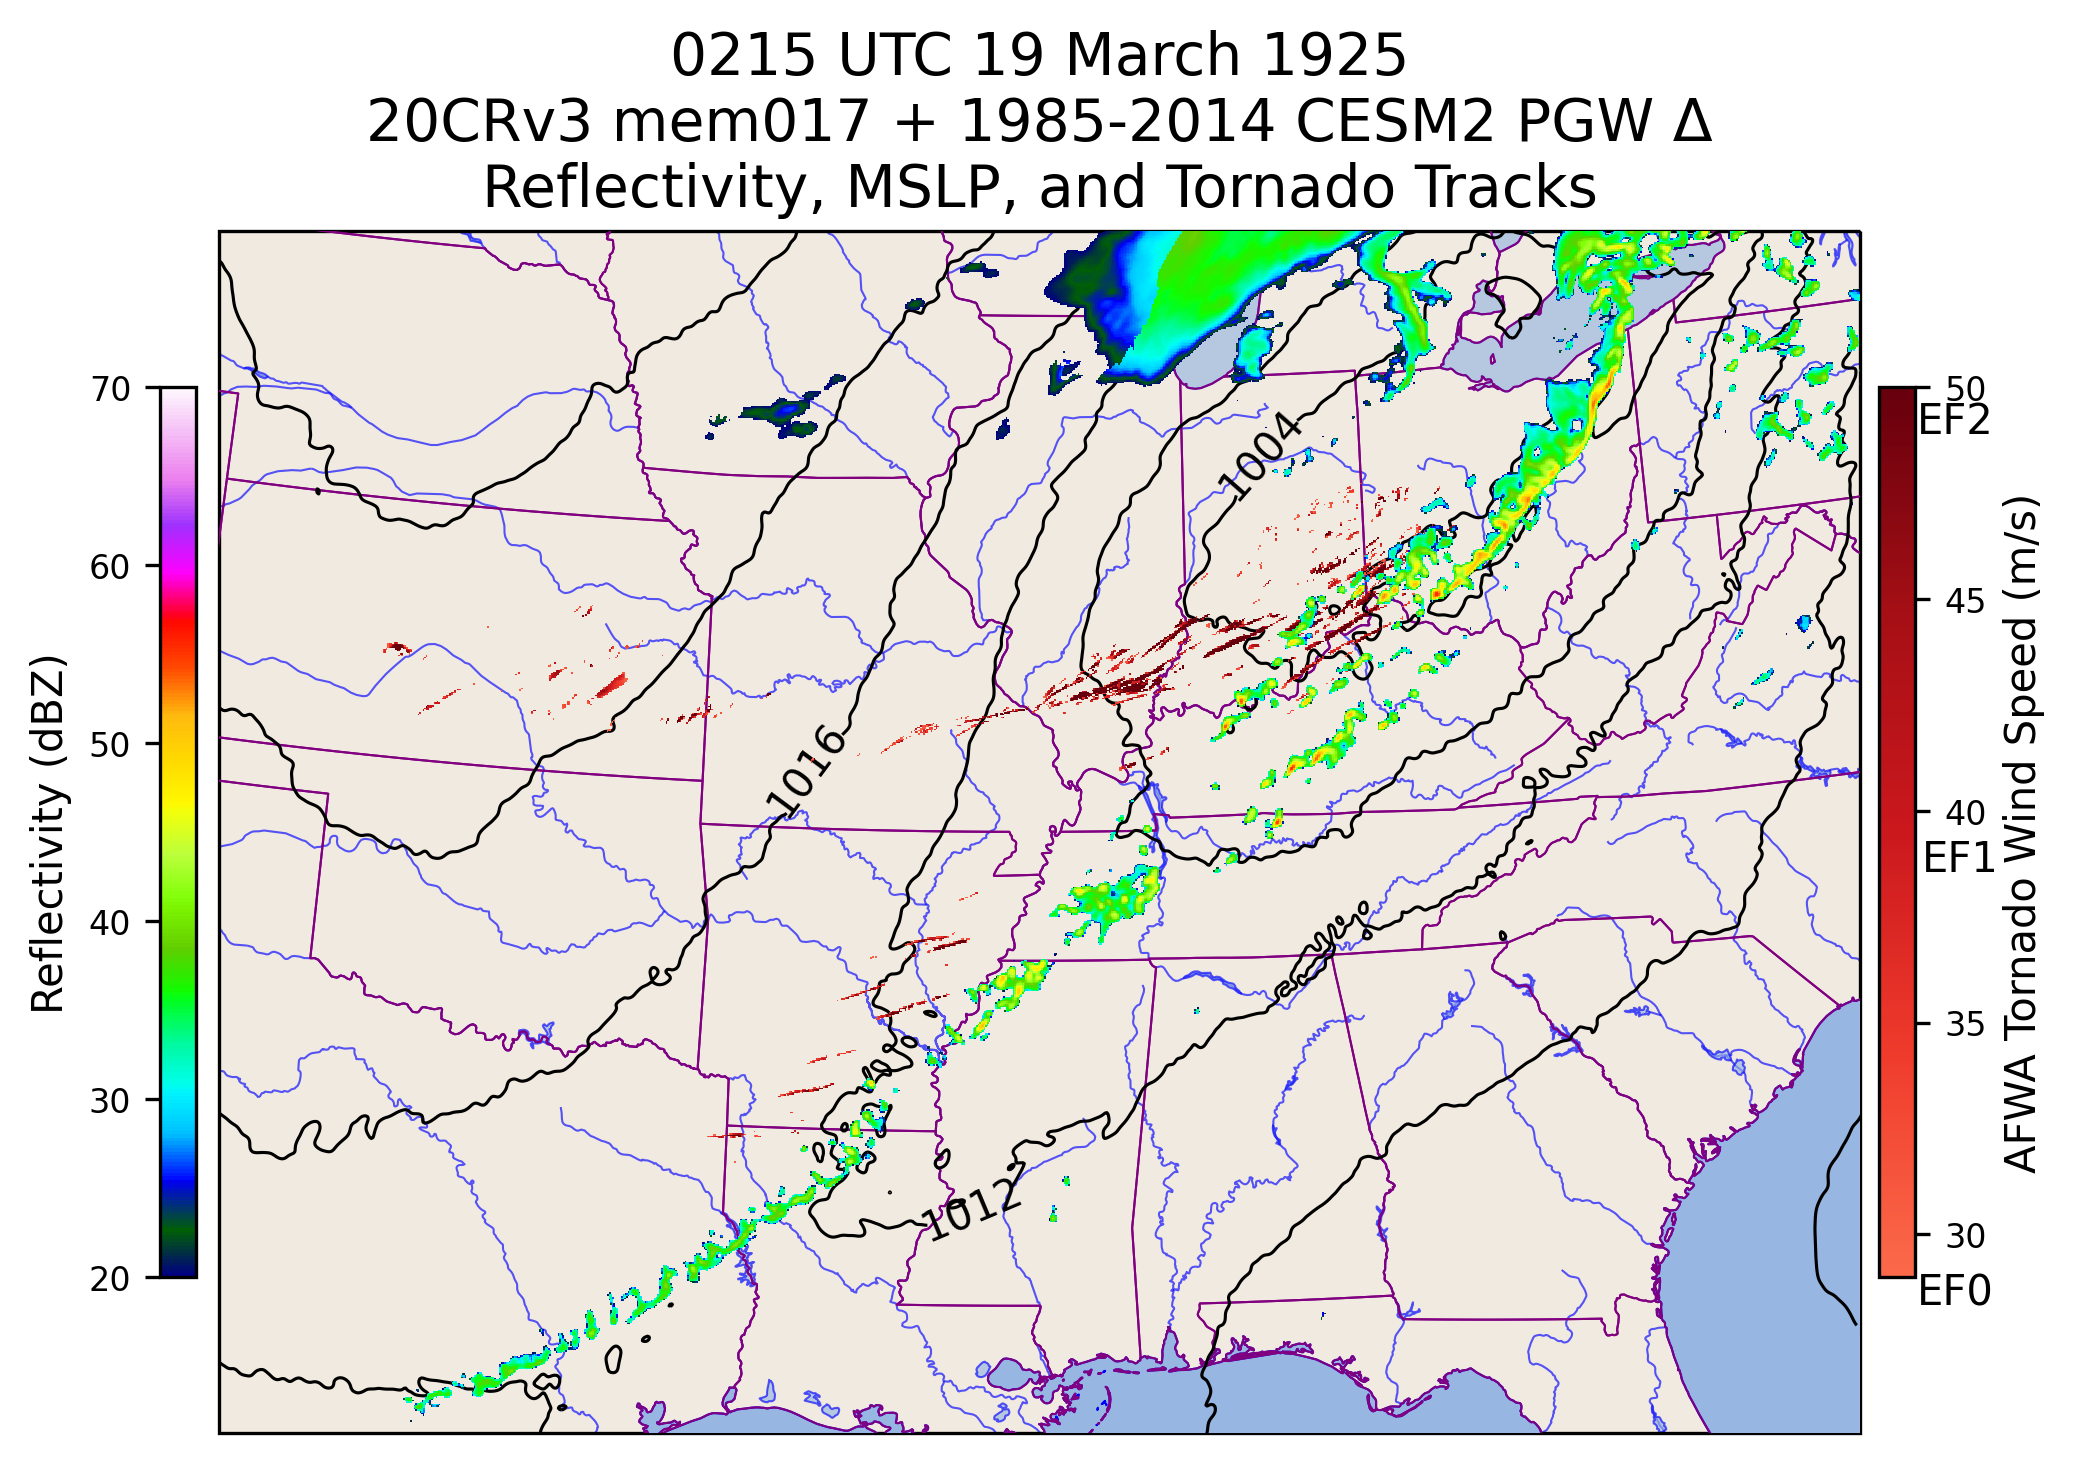 0215 UTC 19 March 1925
20CRv3 mem017 + 1985-2014 CESM2 PGW Δ
Reflectivity, MSLP, and Tornado Tracks
70
60
50
40
30
20
Reflectivity (dBZ)
1004
1016
1012
50
EF2
45
40
EF1
35
30
EF0
AFWA Tornado Wind Speed (m/s)